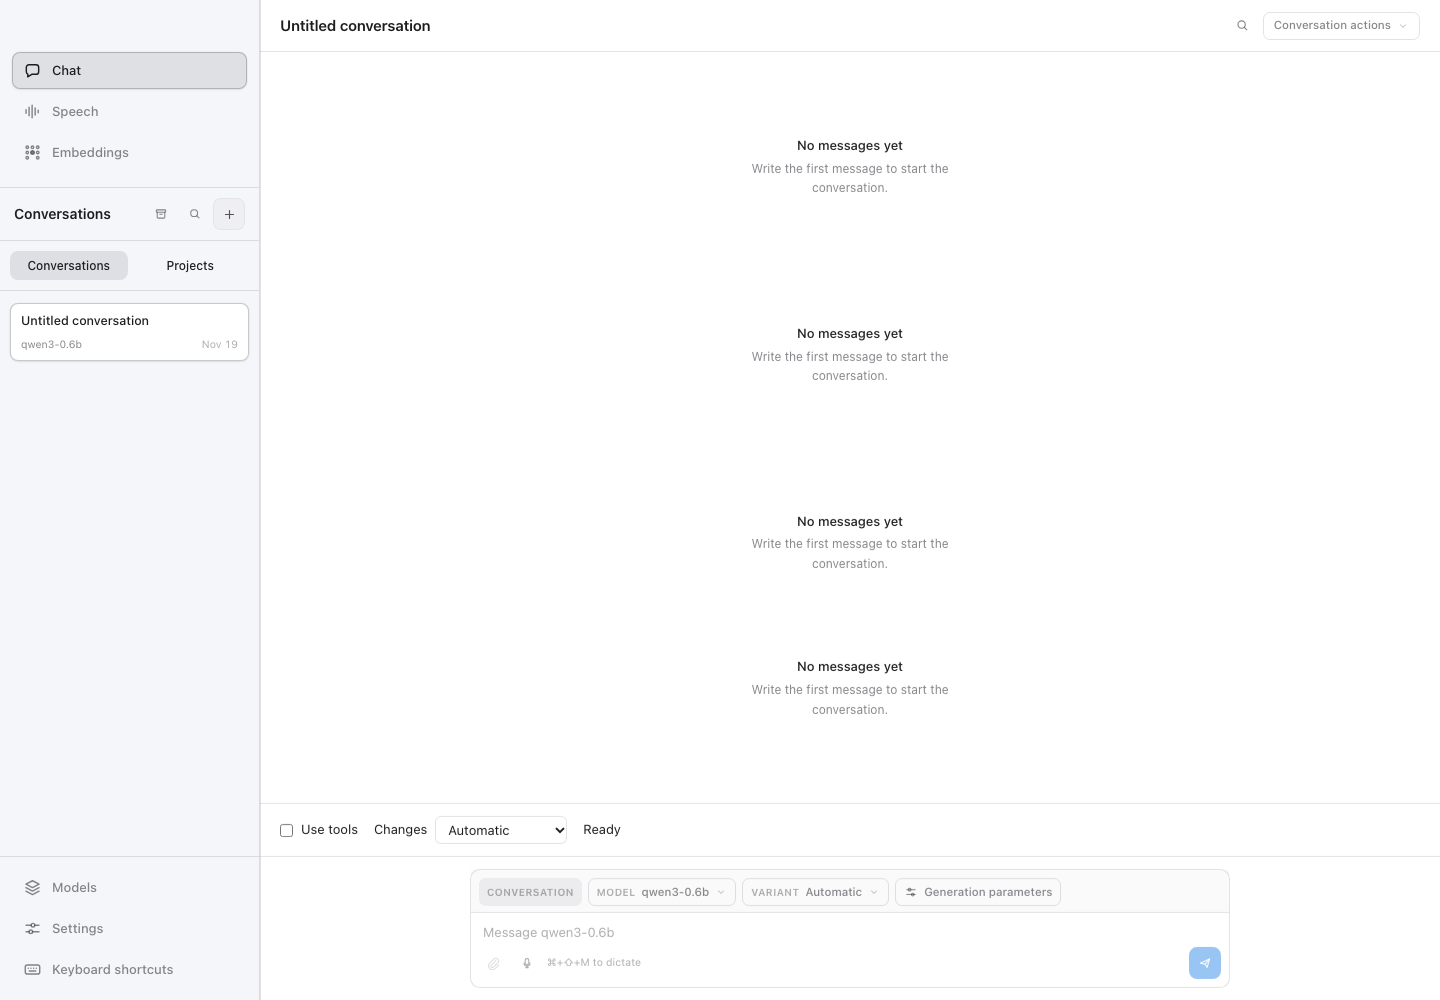 Chat
Speech
Embeddings
Conversations
Conversations
Projects
Untitled conversation
qwen3-0.6b
Nov 19
Models
Settings
Keyboard shortcuts
Untitled conversation
Conversation actions
No messages yet
Write the first message to start the
conversation.
No messages yet
Write the first message to start the
conversation.
No messages yet
Write the first message to start the
conversation.
No messages yet
Write the first message to start the
conversation.
Use tools
Changes
Automatic
Ready
CONVERSATION
MODEL qwen3-0.6b
VARIANT Automatic
Generation parameters
Message qwen3-0.6b
⌘+⇧+M to dictate